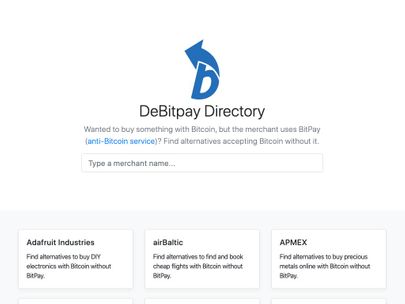 DeBitpay Directory
Wanted to buy something with Bitcoin, but the merchant uses BitPay
(anti-Bitcoin service)? Find alternatives accepting Bitcoin without it.
Type a merchant name...
Adafruit Industries
Find alternatives to buy DIY
electronics with Bitcoin without
BitPay.
airBaltic
Find alternatives to find and book
cheap flights with Bitcoin without
BitPay.
APMEX
Find alternatives to buy precious
metals online with Bitcoin without
BitPay.